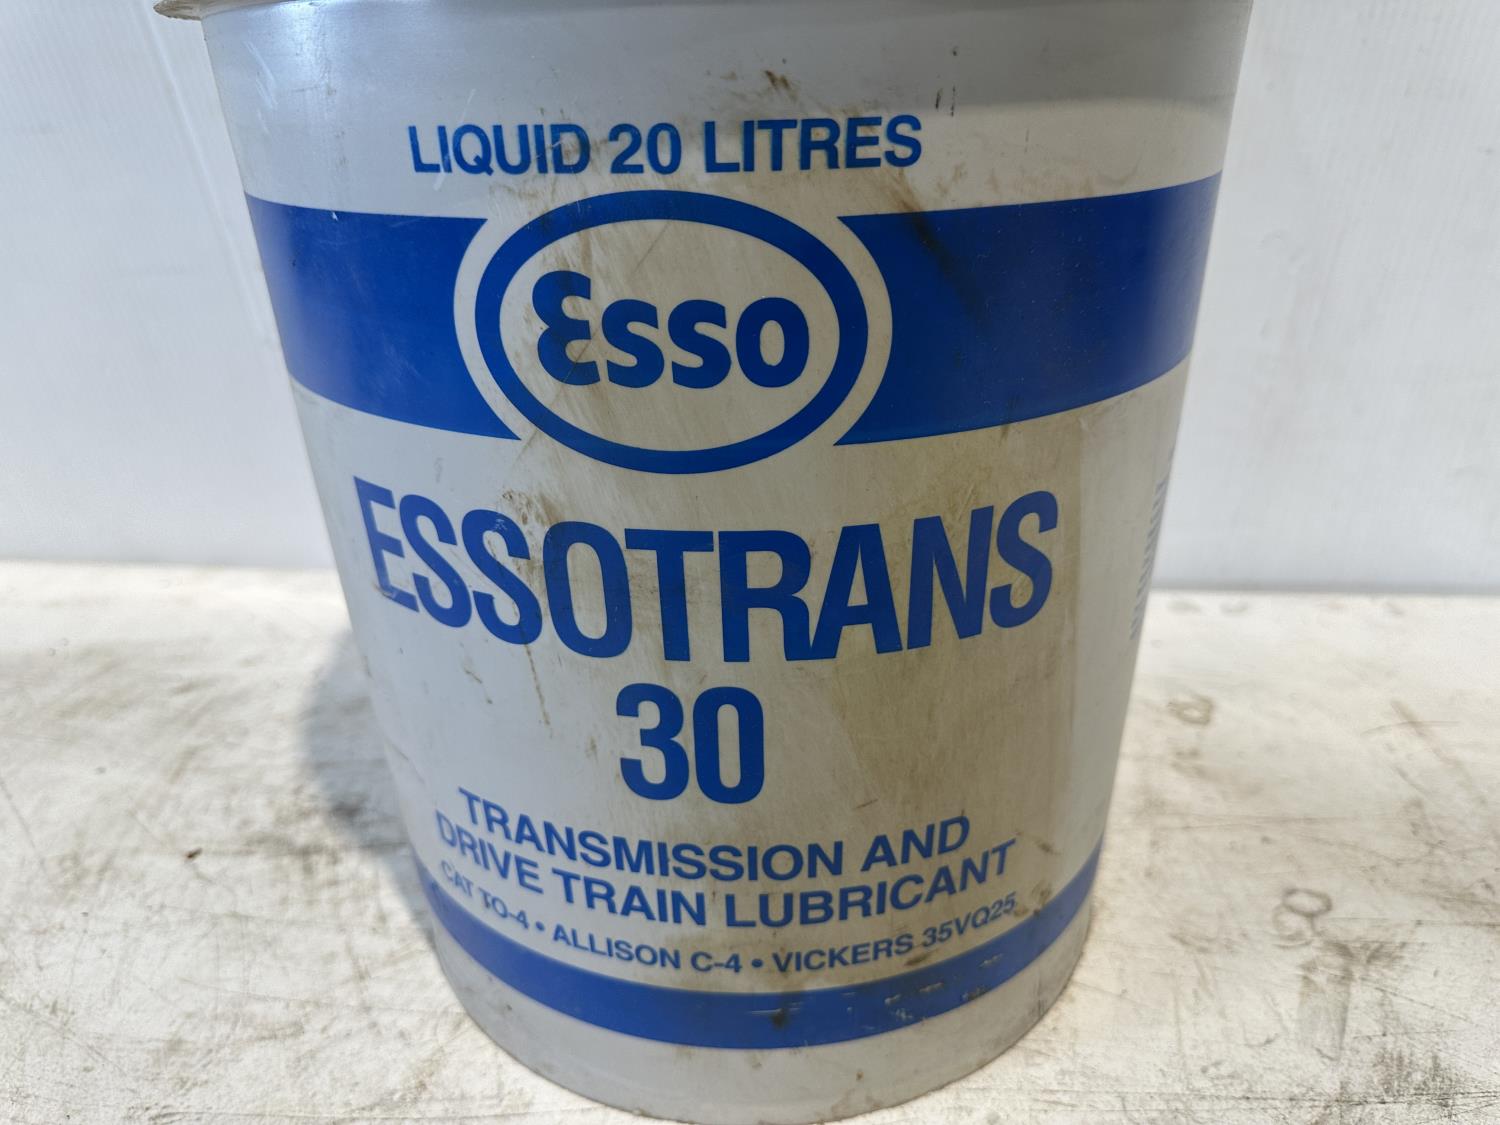 LIQUID 20 LITRES
Esso
ESSOTRANS
30
TRANSMISSION AND
DRIVE TRAIN LUBRICANT
CAT TO-4 • ALLISON C-4 • VICKERS 35VQ25